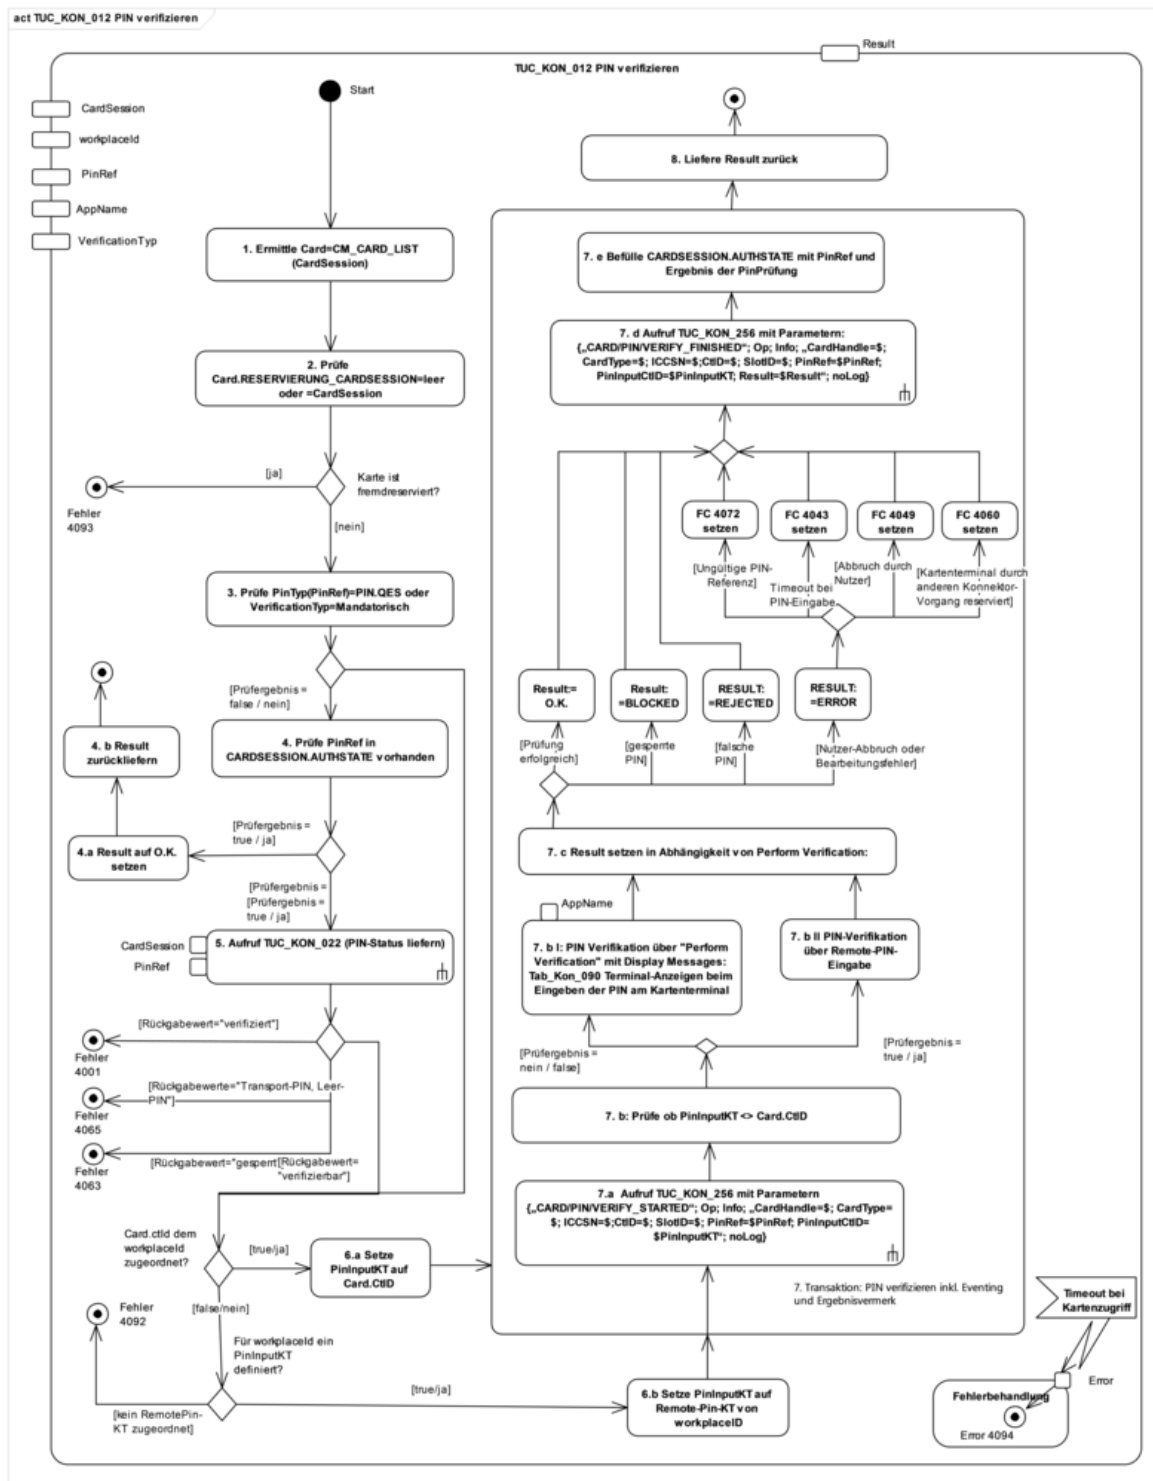 act TUC_KON_012 PIN verifizieren
Result
TUC_KON_012 PIN verifizieren
CardSession
workplaceId
PinRef
AppName
VerificationTyp
Start
1. Ermittle Card=CM_CARD_LIST
(CardSession)
2. Prüfe
Card.RESERVIERUNG_CARDSESSION=leer
oder =CardSession
[ja]
Karte ist
fremdreserviert?
Fehler
4093
[nein]
3. Prüfe PinTyp(PinRef)=PIN.QES oder
VerificationTyp=Mandatorisch
[Prüfergebnis =
false / nein]
4. Prüfe PinRef in
CARDSESSION.AUTHSTATE vorhanden
4. b Result
zurückliefern
[Prüfergebnis =
true / ja]
4.a Result auf O.K.
setzen
[Prüfergebnis =
[Prüfergebnis =
true / ja]
CardSession
PinRef
5. Aufruf TUC_KON_022 (PIN-Status liefern)
[Rückgabewert="verifiziert"]
Fehler
4001
[Rückgabewerte="Transport-PIN, Leer-
PIN"]
Fehler
4065
[Rückgabewert="gesperrt
[Rückgabewert=
"verifizierbar"]
Fehler
4063
Card.ctId dem
workplaceId
zugeordnet?
[true/ja]
6.a Setze
PinInputKT auf
Card.CtID
[false/nein]
Fehler
4092
Für workplaceId ein
PinInputKT
definiert?
[true/ja]
[kein RemotePin-
KT zugeordnet]
6.b Setze PinInputKT auf
Remote-Pin-KT von
workplaceID
8. Liefere Result zurück
7. e Befülle CARDSESSION.AUTHSTATE mit PinRef und
Ergebnis der PinPrüfung
7. d Aufruf TUC_KON_256 mit Parametern:
{„CARD/PIN/VERIFY_FINISHED“; Op; Info; „CardHandle=$;
CardType=$; ICCSN=$;CtID=$; SlotID=$; PinRef=$PinRef;
PinInputCtID=$PinInputKT; Result=$Result“; noLog}
FC 4072
setzen
FC 4043
setzen
FC 4049
setzen
FC 4060
setzen
[Ungültige PIN-
Referenz]
Timeout bei
PIN-Eingabe
[Abbruch durch
Nutzer]
[Kartenterminal durch
anderen Konnektor-
Vorgang reserviert]
Result:=
O.K.
Result:
=BLOCKED
RESULT:
=REJECTED
RESULT:
=ERROR
[Prüfung
erfolgreich]
[gesperrte
PIN]
[falsche
PIN]
[Nutzer-Abbruch oder
Bearbeitungsfehler]
7. c Result setzen in Abhängigkeit von Perform Verification:
AppName
7. b I: PIN Verifikation über "Perform
Verification" mit Display Messages:
Tab_Kon_090 Terminal-Anzeigen beim
Eingeben der PIN am Kartenterminal
7. b II PIN-Verifikation
über Remote-PIN-
Eingabe
[Prüfergebnis =
nein / false]
[Prüfergebnis =
true / ja]
7. b: Prüfe ob PinInputKT <> Card.CtID
7.a Aufruf TUC_KON_256 mit Parametern
{„CARD/PIN/VERIFY_STARTED“; Op; Info; „CardHandle=$; CardType=
$; ICCSN=$;CtID=$; SlotID=$; PinRef=$PinRef; PinInputCtID=
$PinInputKT“; noLog}
7. Transaktion: PIN verifizieren inkl. Eventing
und Ergebnisvermerk
Timeout bei
Kartenzugriff
Error
Fehlerbehandlung
Error 4094